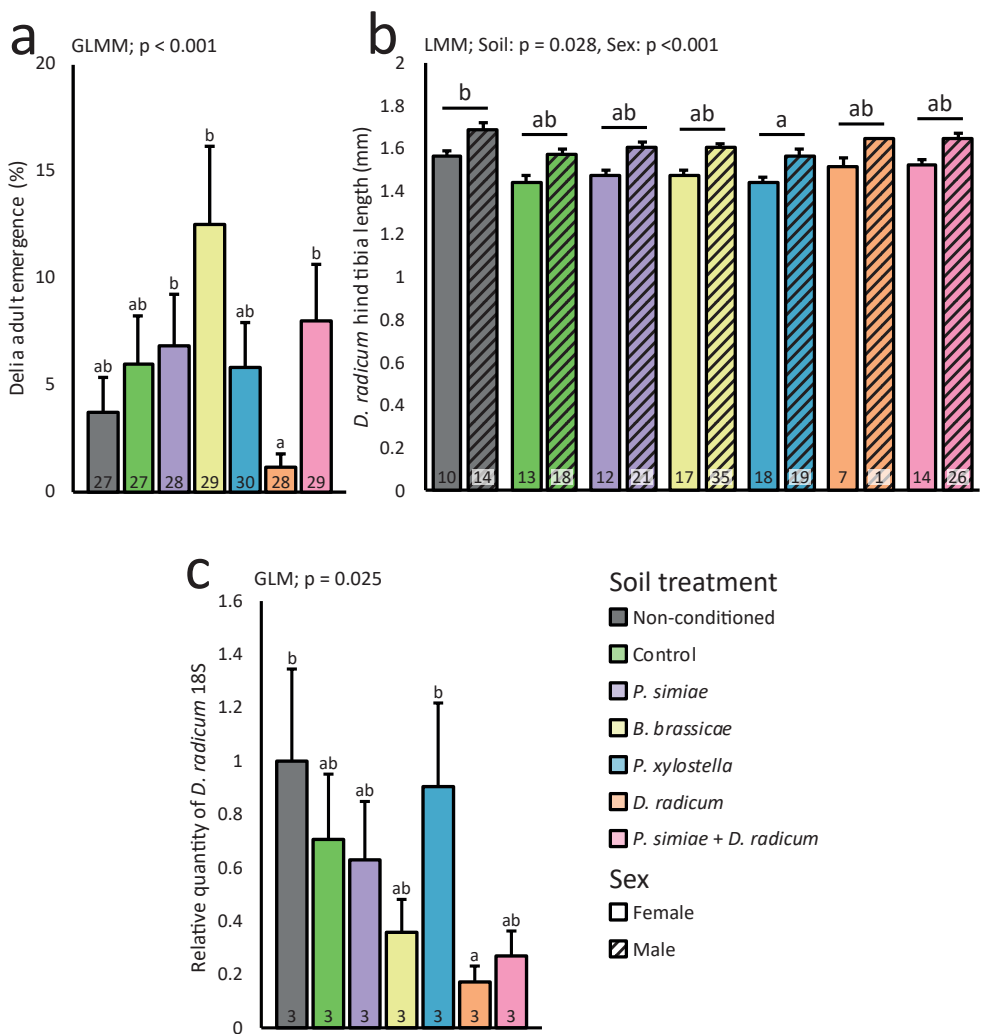 a
GLMM; p < 0.001
Delia adult emergence (%)
20
15
10
5
0
ab
ab
b
b
ab
a
b
27
27
28
29
30
28
29
b
LMM; Soil: p = 0.028, Sex: p <0.001
D. radicum hind tibia length (mm)
2
1.8
1.6
1.4
1.2
1
0.8
0.6
0.4
0.2
0
b
ab
ab
ab
a
ab
ab
10
14
13
18
12
21
17
35
18
19
7
1
14
26
c
GLM; p = 0.025
Relative quantity of D. radicum 18S
1.6
1.4
1.2
1
0.8
0.6
0.4
0.2
0
b
ab
ab
ab
b
a
ab
3
3
3
3
3
3
3
Soil treatment
Non-conditioned
Control
P. simiae
B. brassicae
P. xylostella
D. radicum
P. simiae + D. radicum
Sex
Female
Male